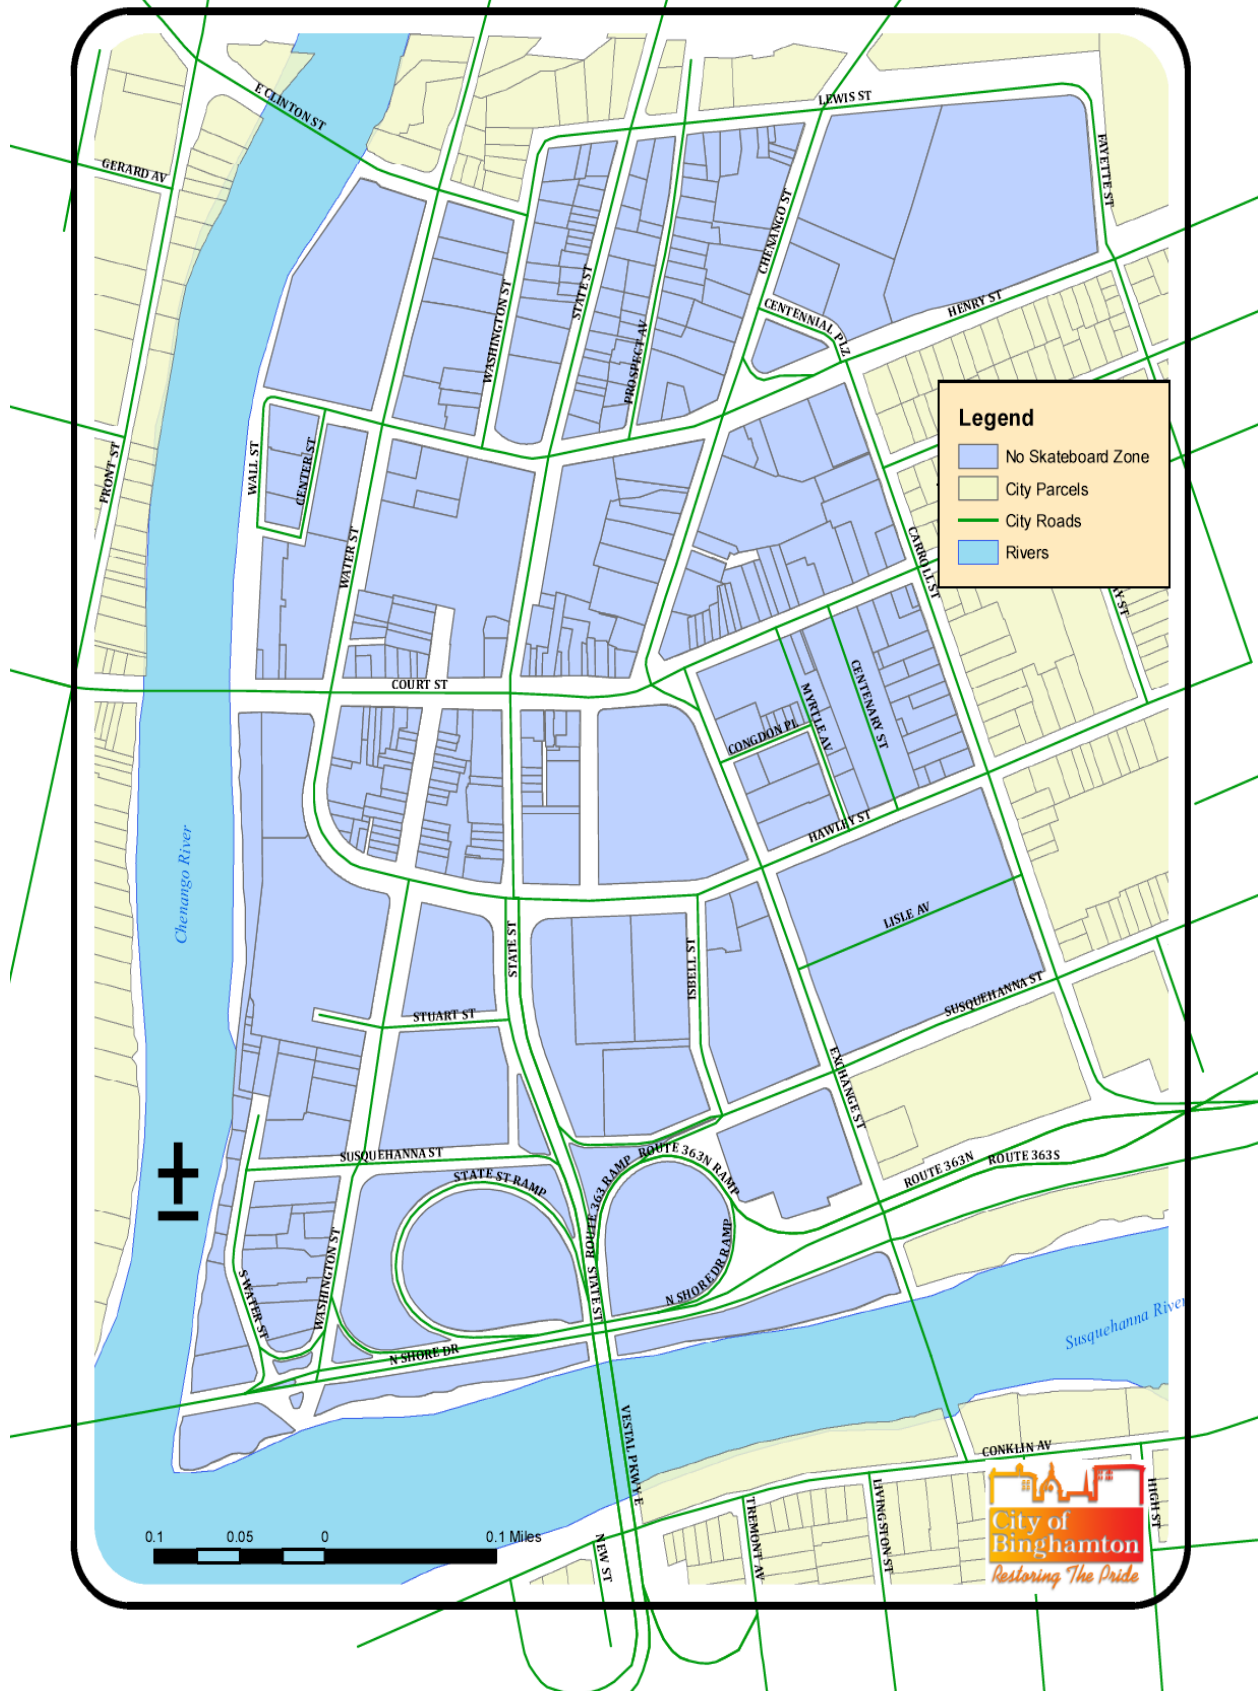 E CLINTON ST
LEWIS ST
GERARD AV
FAYETTE ST
CHENANGO ST
STATE ST
WASHINGTON ST
HENRY ST
CENTENNIAL PLZ
PROSPECT AV
Legend
No Skateboard Zone
City Parcels
City Roads
Rivers
FRONT ST
WALL ST
CENTER ST
WATER ST
CARROLL ST
COURT ST
CENTENARY ST
MYRTLE AV
CONGDON PL
HAWLEY ST
Chenango River
LISLE AV
STATE ST
ISBELL ST
SUSQUEHANNA ST
STUART ST
EXCHANGE ST
SUSQUEHANNA ST
STATE ST RAMP
ROUTE 363N RAMP
ROUTE 363 RAMP
ROUTE 363N
ROUTE 363S
N SHORE DR RAMP
WASHINGTON ST
S WATER ST
STATE ST
N SHORE DR
Susquehanna River
VESTAL PKWY E
CONKLIN AV
HIGH ST
LIVINGSTON ST
TREMONT AV
NEW ST
0.1 0.05 0 0.1 Miles
City of
Binghamton
Restoring The Pride